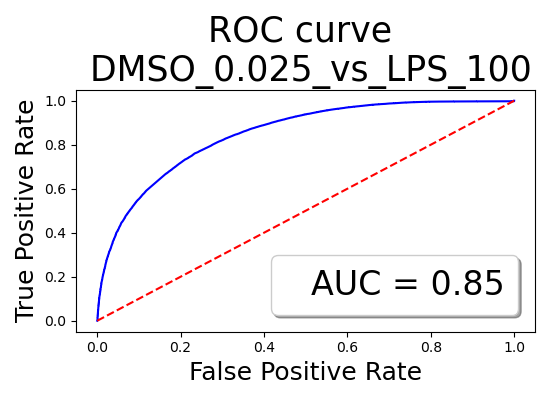 ROC curve
DMSO_0.025_vs_LPS_100
True Positive Rate
1.0
0.8
0.6
0.4
0.2
0.0
AUC = 0.85
0.0 0.2 0.4 0.6 0.8 1.0
False Positive Rate